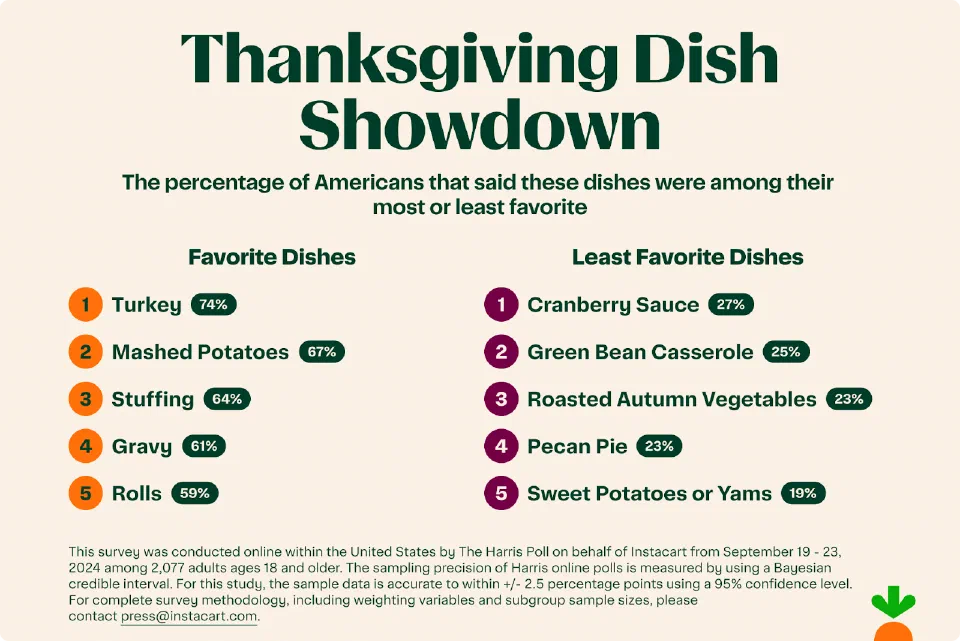 Thanksgiving Dish
Showdown
The percentage of Americans that said these dishes were among their
most or least favorite
Favorite Dishes
1 Turkey 74%
2 Mashed Potatoes 67%
3 Stuffing 64%
4 Gravy 61%
5 Rolls 59%
Least Favorite Dishes
1 Cranberry Sauce 27%
2 Green Bean Casserole 25%
3 Roasted Autumn Vegetables 23%
4 Pecan Pie 23%
5 Sweet Potatoes or Yams 19%
This survey was conducted online within the United States by The Harris Poll on behalf of Instacart from September 19 - 23,
2024 among 2,077 adults ages 18 and older. The sampling precision of Harris online polls is measured by using a Bayesian
credible interval. For this study, the sample data is accurate to within +/- 2.5 percentage points using a 95% confidence level.
For complete survey methodology, including weighting variables and subgroup sample sizes, please
contact press@instacart.com.